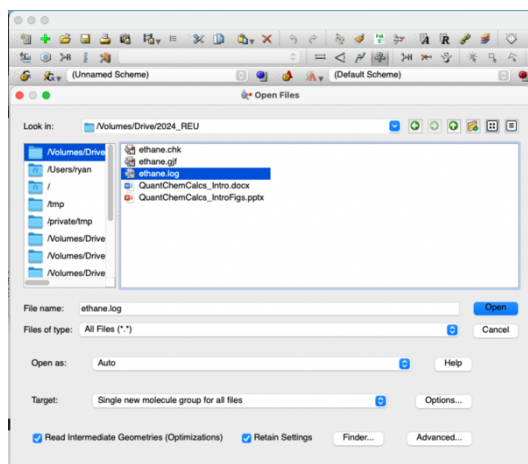 (Unnamed Scheme) (Default Scheme)
Open Files
Look in: /Volumes/Drive/2024_REU
/Volumes/Drive
/Users/ryan
/
/tmp
/private/tmp
/Volumes/Drive
/Volumes/Drive
/Volumes/Drive
ethane.chk
ethane.gjf
ethane.log
QuantChemCalcs_Intro.docx
QuantChemCalcs_IntroFigs.pptx
File name: ethane.log Open
Files of type: All Files (*.*) Cancel
Open as: Auto Help
Target: Single new molecule group for all files Options...
Read Intermediate Geometries (Optimizations) Retain Settings Finder... Advanced...